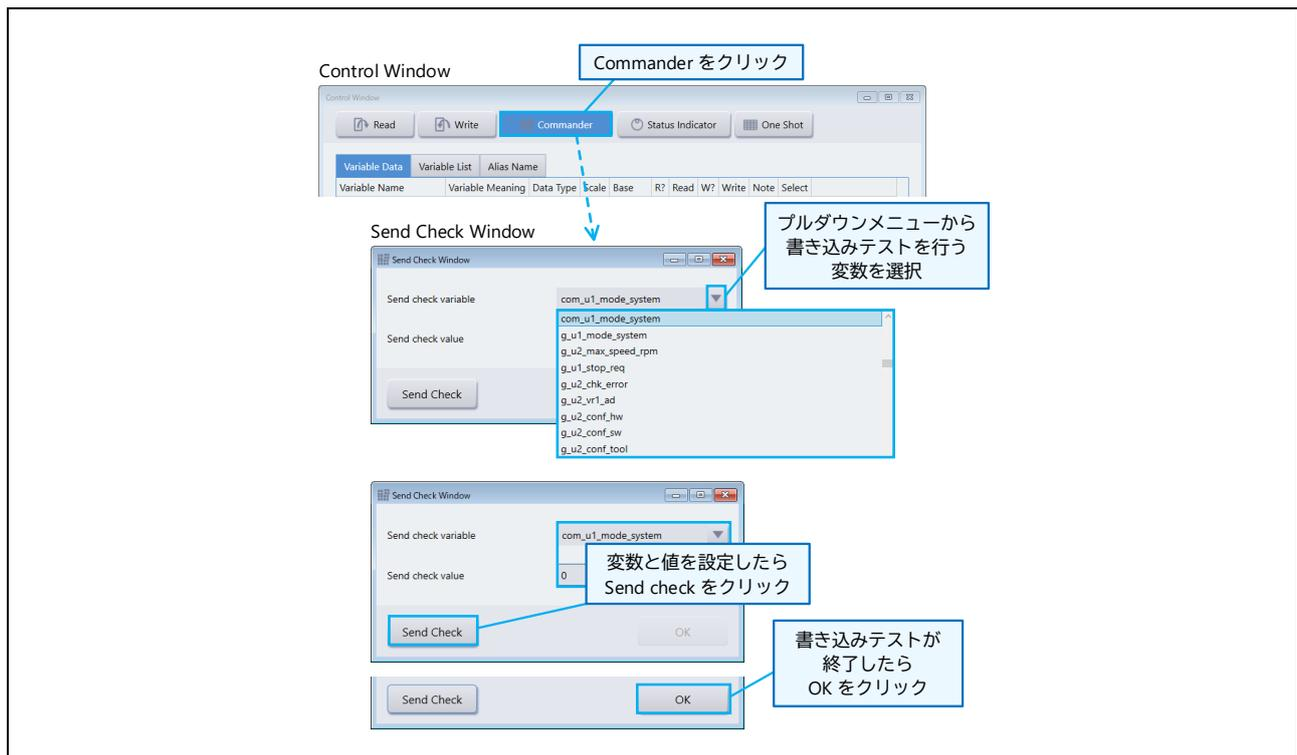 Commander をクリック
Control Window
Control Window
Read Write Commander Status Indicator One Shot
Variable Data Variable List Alias Name
Variable Name Variable Meaning Data Type Scale Base R? Read W? Write Note Select
プルダウンメニューから
書き込みテストを行う
変数を選択
Send Check Window
Send Check Window
Send check variable com_u1_mode_system
com_u1_mode_system
Send check value
g_u1_mode_system
g_u2_max_speed_rpm
g_u1_stop_req
g_u2_chk_error
Send Check
g_u2_vr1_ad
g_u2_conf_hw
g_u2_conf_sw
g_u2_conf_tool
Send Check Window
Send check variable com_u1_mode_system
変数と値を設定したら
Send check をクリック
Send check value 0
Send Check OK
書き込みテストが
終了したら
OK をクリック
Send Check OK